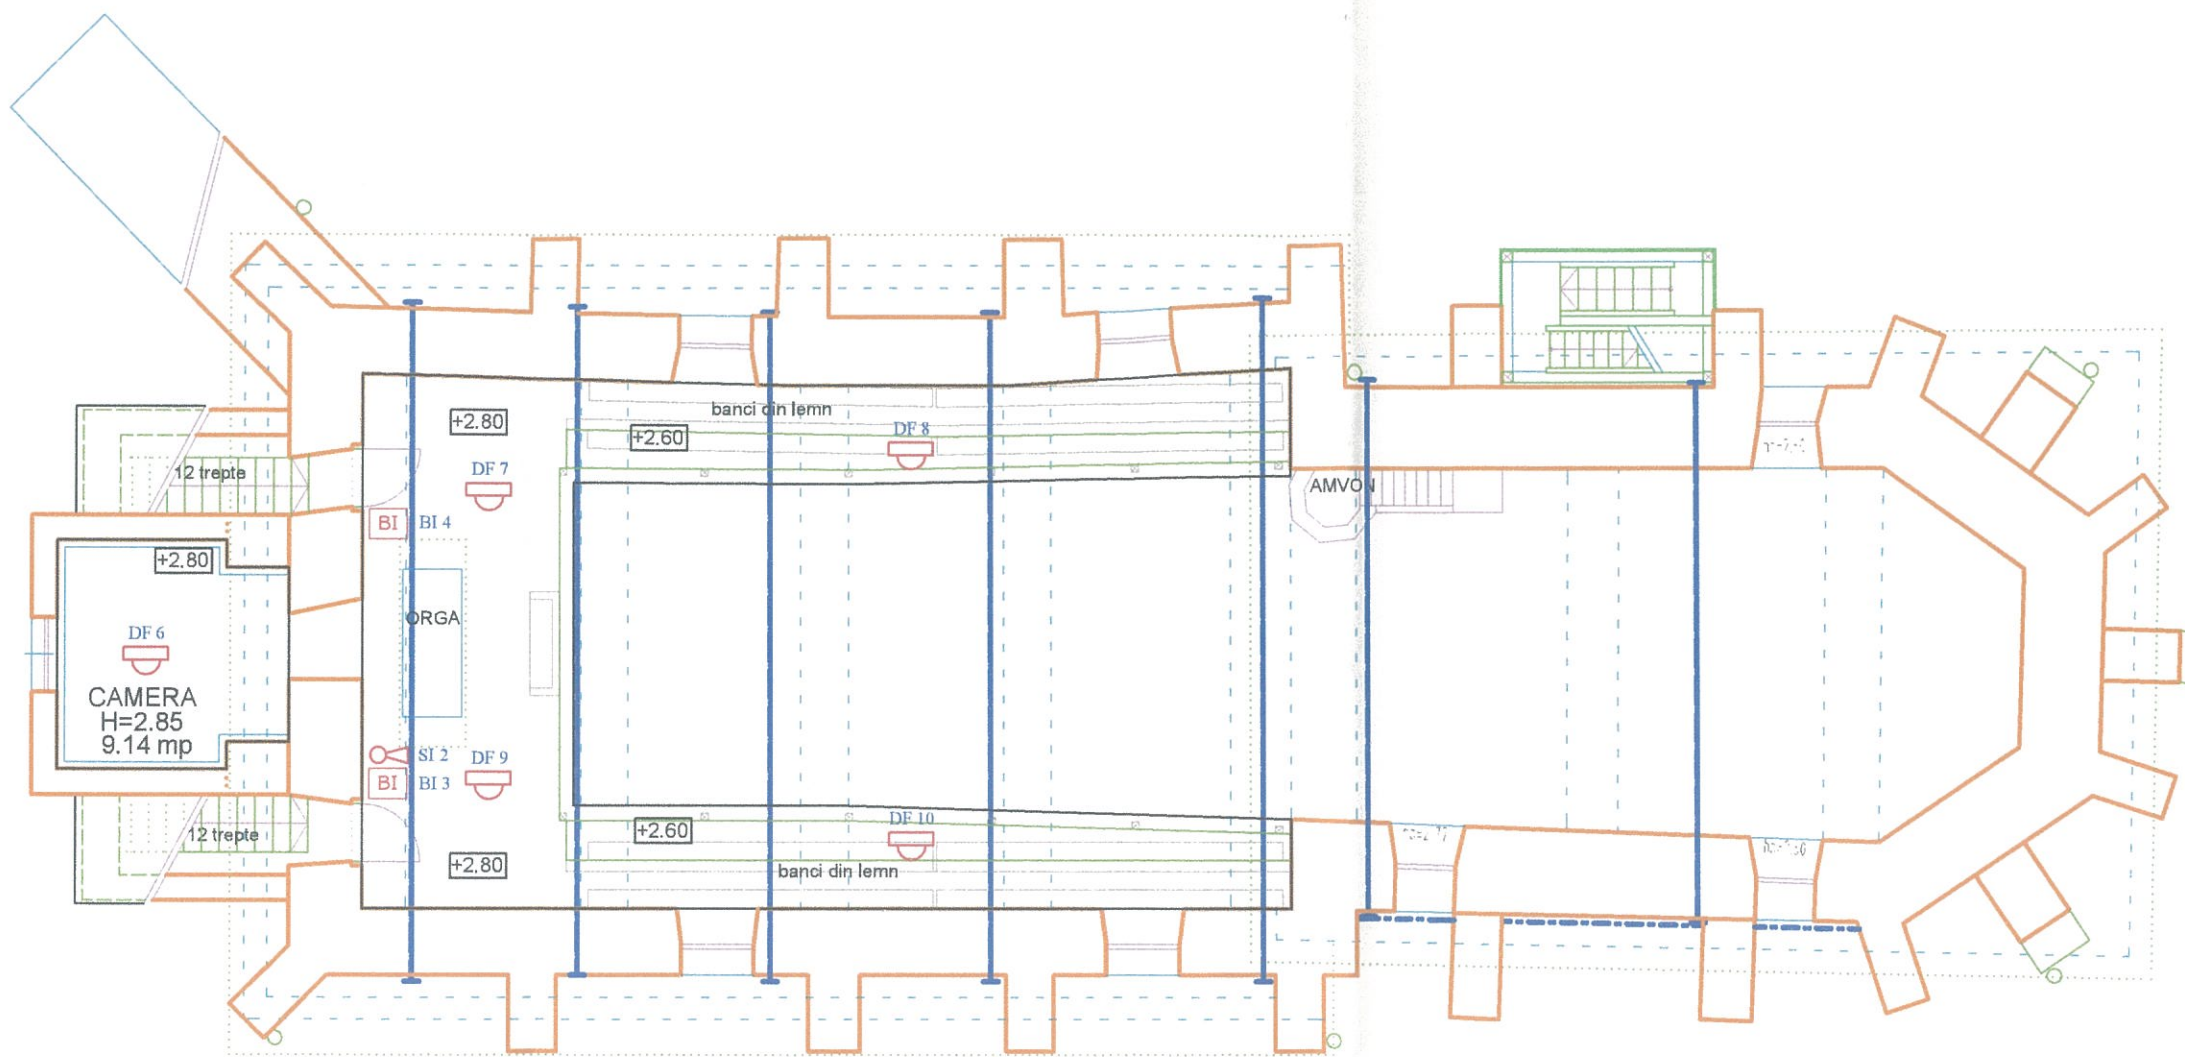 +2.80
banci din lemn
+2.60
DF 8
DF 7
12 trepte
AMVON
BI
BI 4
+2.80
ORGA
DF 6
CAMERA
H=2.85
9.14 mp
SI 2
DF 9
BI
BI 3
+2.60
DF 10
12 trepte
+2.80
banci din lemn